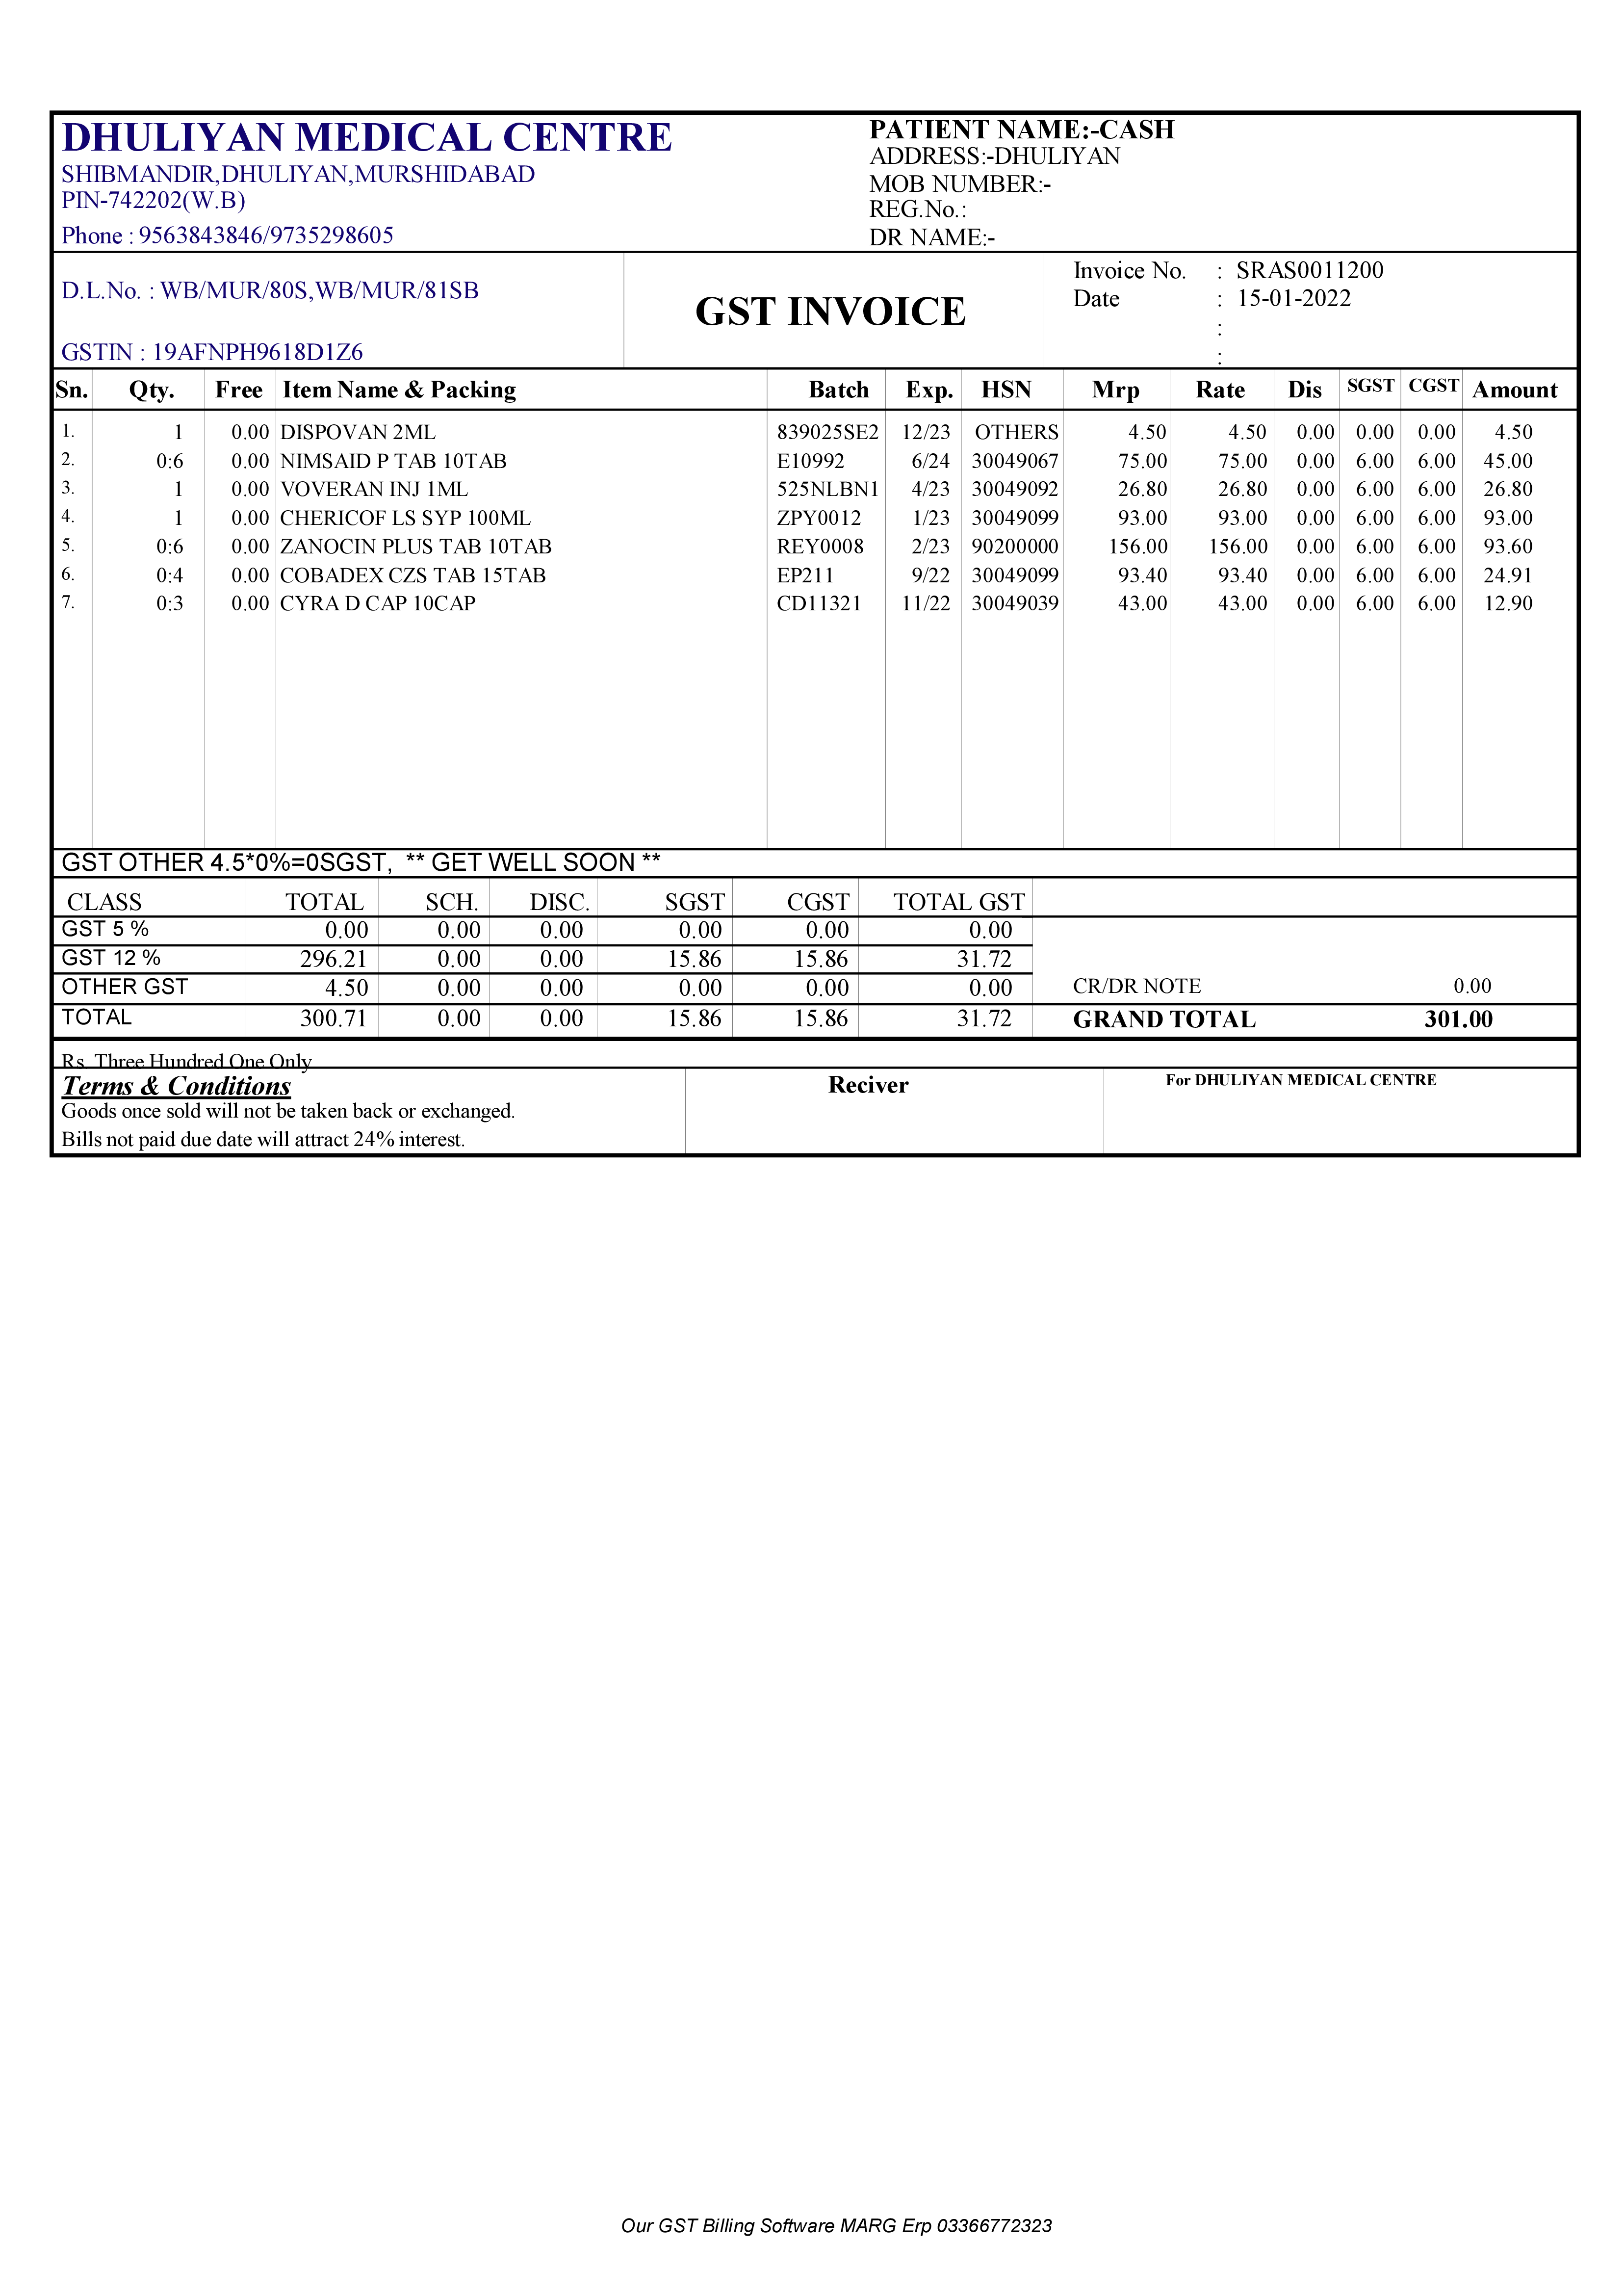 DHULIYAN MEDICAL CENTRE
SHIBMANDIR,DHULIYAN,MURSHIDABAD
PIN-742202(W.B)
Phone : 9563843846/9735298605
PATIENT NAME:-CASH
ADDRESS:-DHULIYAN
MOB NUMBER:-
REG.No.:
DR NAME:-
D.L.No. : WB/MUR/80S,WB/MUR/81SB
GSTIN : 19AFNPH9618D1Z6
GST INVOICE
Invoice No. : SRAS0011200
Date : 15-01-2022
:
:
Sn. Qty. Free Item Name & Packing Batch Exp. HSN Mrp Rate Dis SGST CGST Amount
1. 1 0.00 DISPOVAN 2ML 839025SE2 12/23 OTHERS 4.50 4.50 0.00 0.00 0.00 4.50
2. 0:6 0.00 NIMSAID P TAB 10TAB E10992 6/24 30049067 75.00 75.00 0.00 6.00 6.00 45.00
3. 1 0.00 VOVERAN INJ 1ML 525NLBN1 4/23 30049092 26.80 26.80 0.00 6.00 6.00 26.80
4. 1 0.00 CHERICOF LS SYP 100ML ZPY0012 1/23 30049099 93.00 93.00 0.00 6.00 6.00 93.00
5. 0:6 0.00 ZANOCIN PLUS TAB 10TAB REY0008 2/23 90200000 156.00 156.00 0.00 6.00 6.00 93.60
6. 0:4 0.00 COBADEX CZS TAB 15TAB EP211 9/22 30049099 93.40 93.40 0.00 6.00 6.00 24.91
7. 0:3 0.00 CYRA D CAP 10CAP CD11321 11/22 30049039 43.00 43.00 0.00 6.00 6.00 12.90
GST OTHER 4.5*0%=0SGST, ** GET WELL SOON **
CLASS TOTAL SCH. DISC. SGST CGST TOTAL GST
GST 5 % 0.00 0.00 0.00 0.00 0.00 0.00
GST 12 % 296.21 0.00 0.00 15.86 15.86 31.72
OTHER GST 4.50 0.00 0.00 0.00 0.00 0.00 CR/DR NOTE 0.00
TOTAL 300.71 0.00 0.00 15.86 15.86 31.72 GRAND TOTAL 301.00
Rs. Three Hundred One Only
Terms & Conditions
Goods once sold will not be taken back or exchanged.
Bills not paid due date will attract 24% interest.
Reciver
For DHULIYAN MEDICAL CENTRE
Our GST Billing Software MARG Erp 03366772323